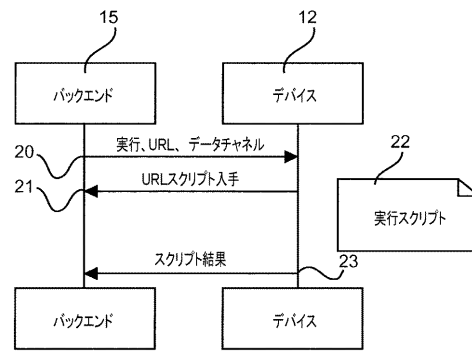 15
12
バックエンド
デバイス
20
実行、URL、データチャネル
22
21
URLスクリプト入手
実行スクリプト
スクリプト結果
23
バックエンド
デバイス